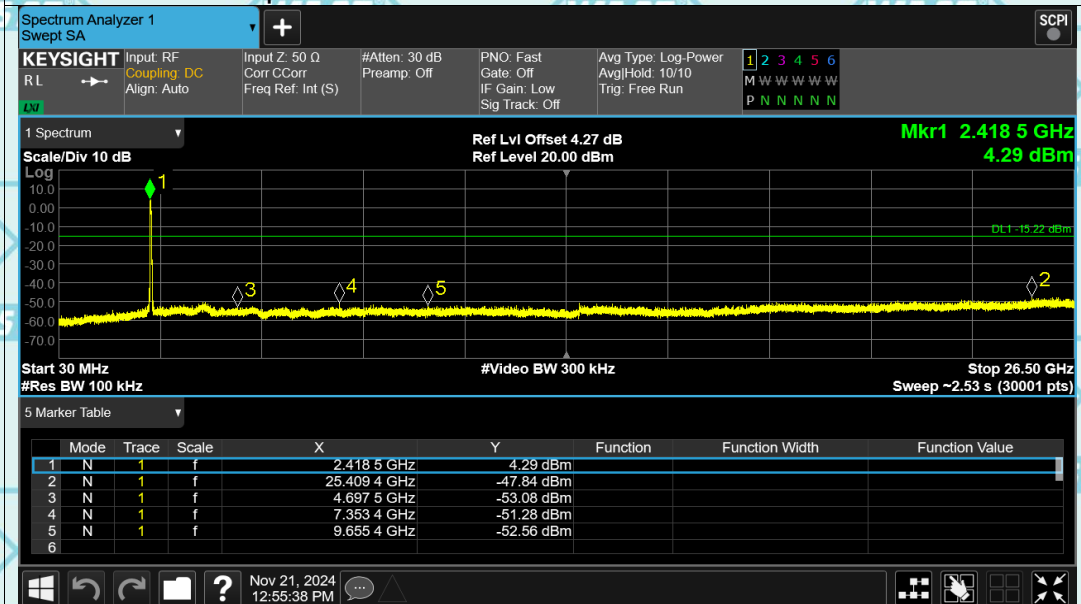 Spectrum Analyzer 1
Swept SA
+
SCPI
KEYSIGHT
R L
LXI
Input: RF
Coupling: DC
Align: Auto
Input Z: 50 Ω
Corr CCorr
Freq Ref: Int (S)
#Atten: 30 dB
Preamp: Off
PNO: Fast
Gate: Off
IF Gain: Low
Sig Track: Off
Avg Type: Log-Power
Avg|Hold: 10/10
Trig: Free Run
1 2 3 4 5 6
M W W W W W
P N N N N N
1 Spectrum
Scale/Div 10 dB
Ref Lvl Offset 4.27 dB
Ref Level 20.00 dBm
Mkr1 2.418 5 GHz
4.29 dBm
Log
10.0
0.00
-10.0
-20.0
-30.0
-40.0
-50.0
-60.0
-70.0
1
DL1 -15.22 dBm
3
4
5
2
Start 30 MHz
#Video BW 300 kHz
Stop 26.50 GHz
#Res BW 100 kHz
Sweep ~2.53 s (30001 pts)
5 Marker Table
Mode Trace Scale X Y Function Function Width Function Value
1 N 1 f 2.418 5 GHz 4.29 dBm
2 N 1 f 25.409 4 GHz -47.84 dBm
3 N 1 f 4.697 5 GHz -53.08 dBm
4 N 1 f 7.353 4 GHz -51.28 dBm
5 N 1 f 9.655 4 GHz -52.56 dBm
6
?
Nov 21, 2024
12:55:38 PM